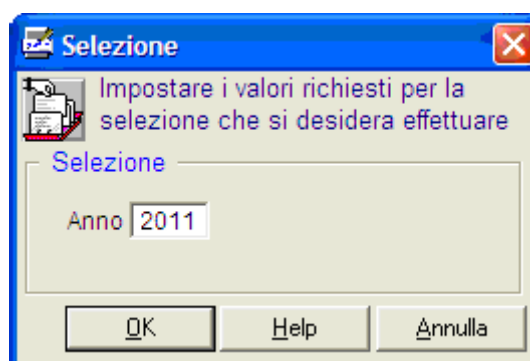 Selezione
Impostare i valori richiesti per la
selezione che si desidera effettuare
Selezione
Anno 2011
OK Help Annulla